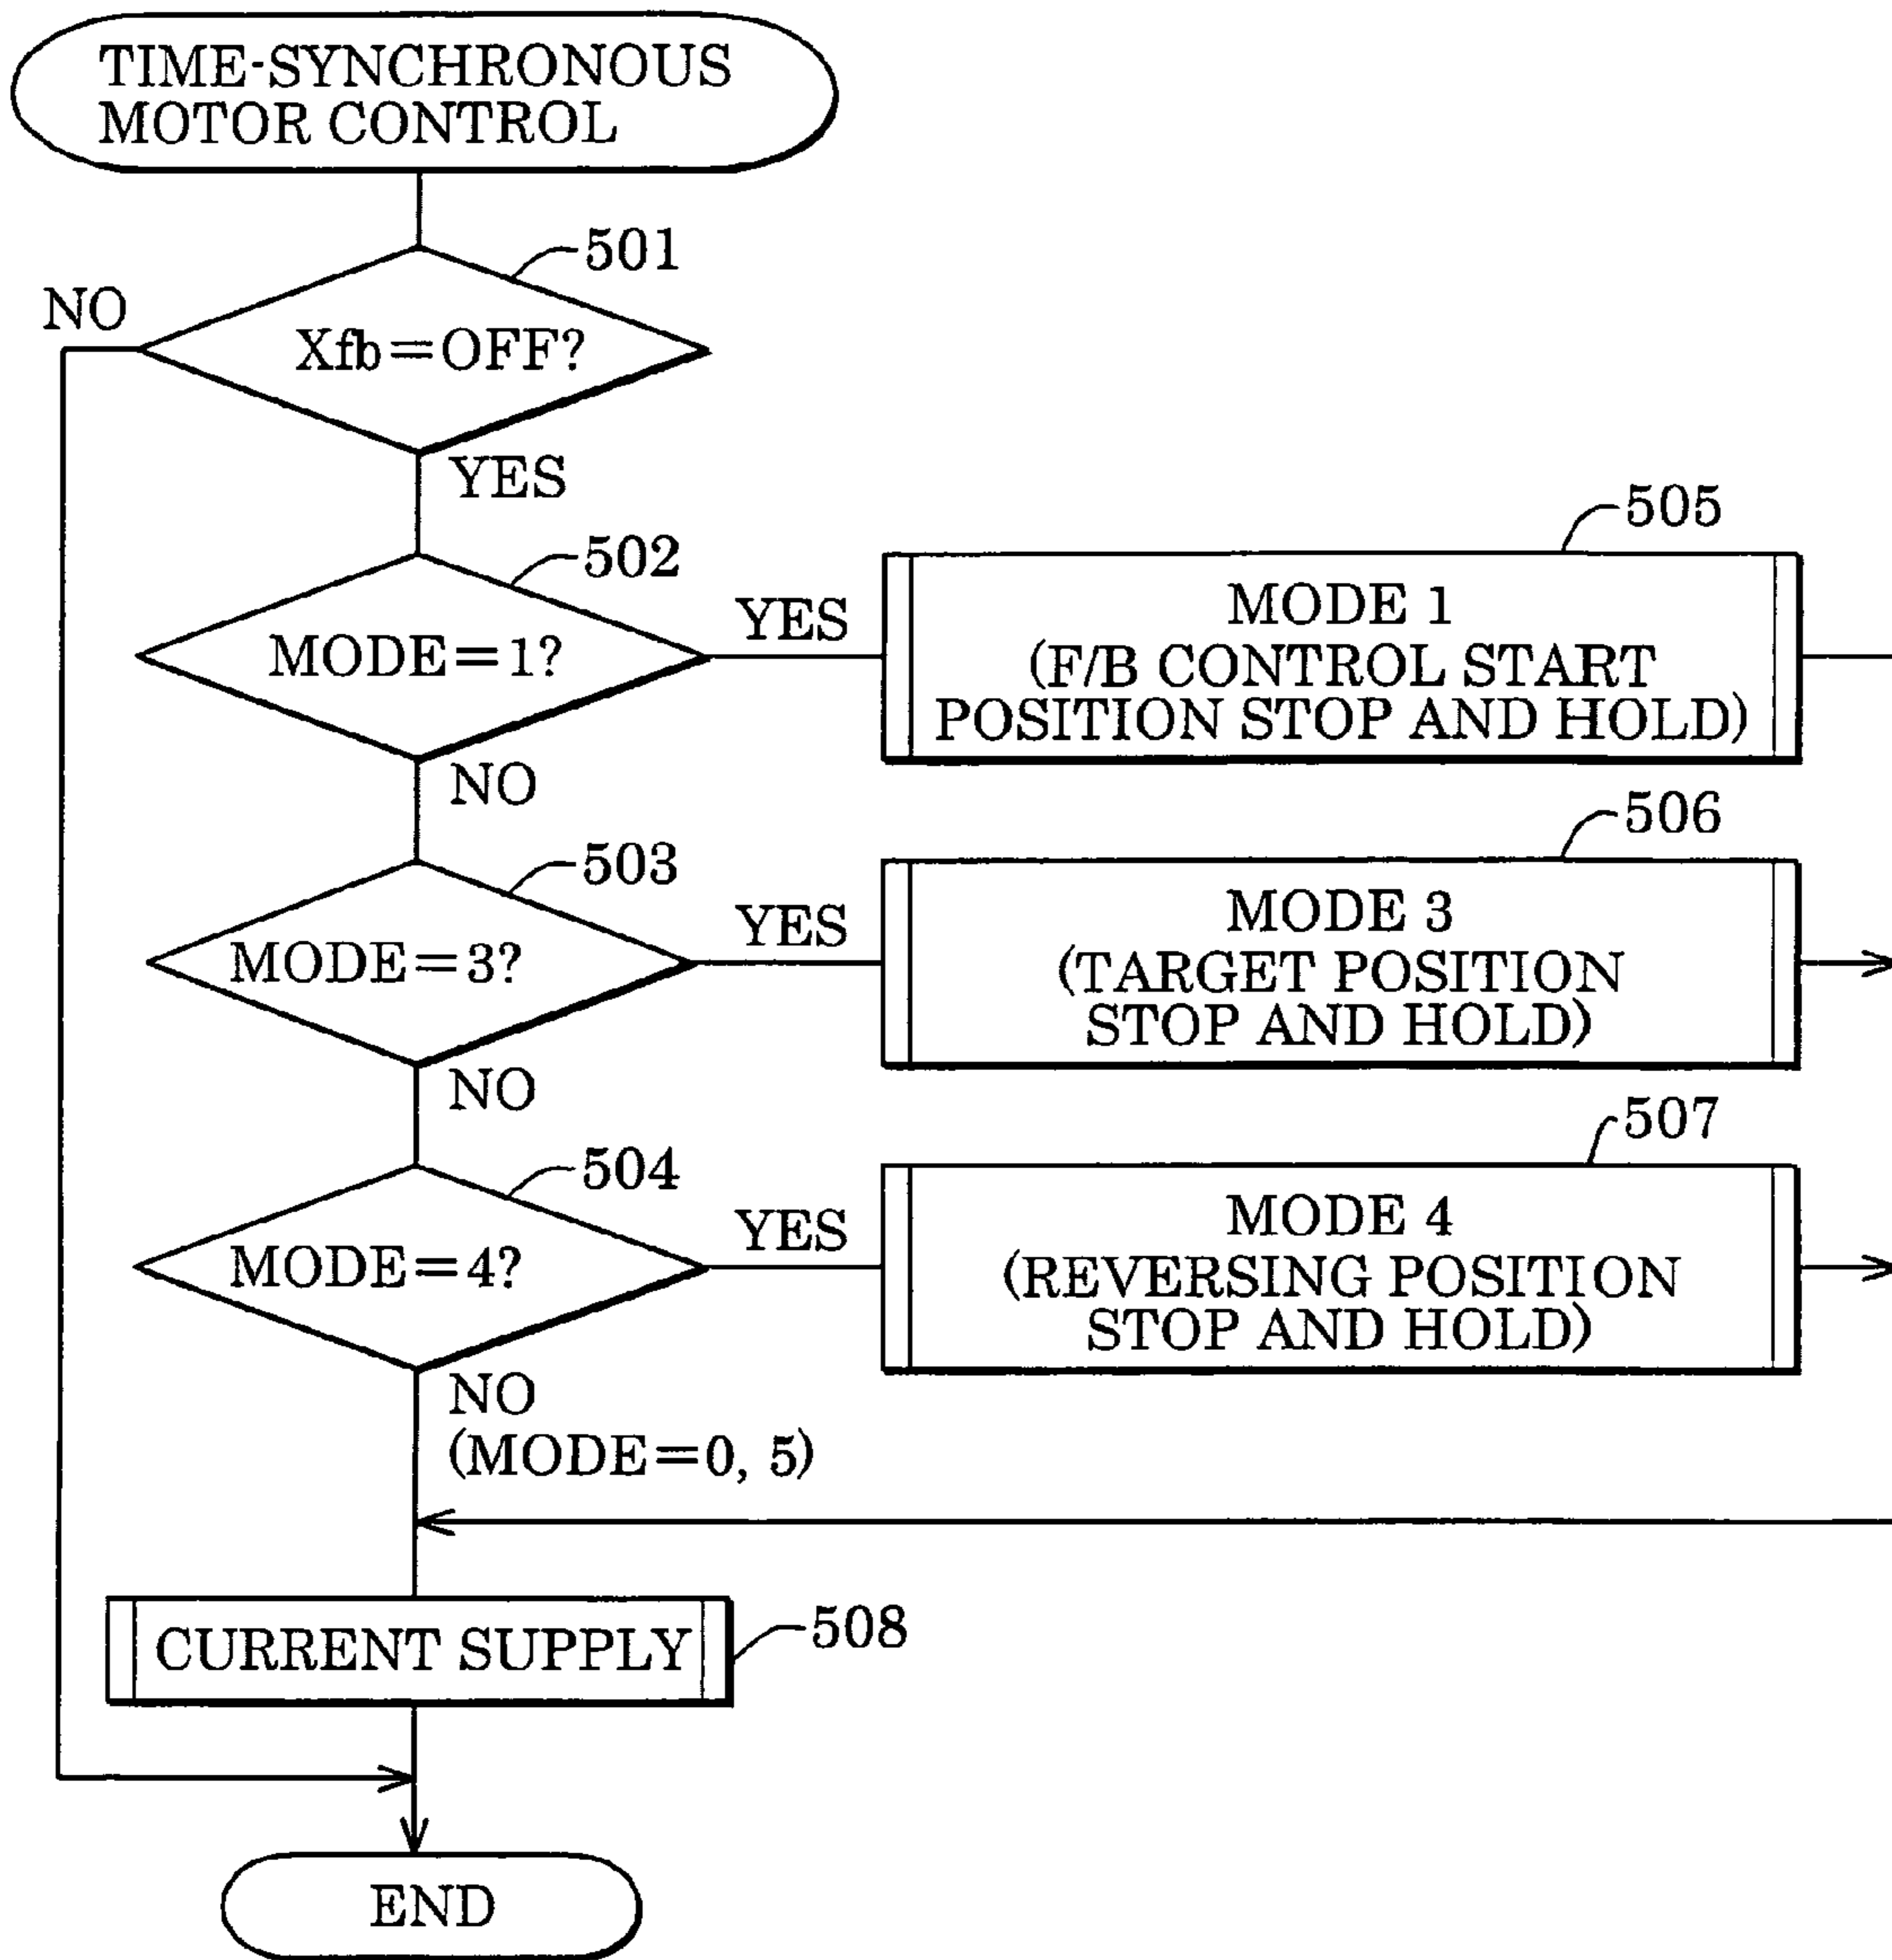 TIME-SYNCHRONOUS
MOTOR CONTROL
501
NO
Xfb=OFF?
YES
505
502
MODE=1?
YES
MODE 1
(F/B CONTROL START
POSITION STOP AND HOLD)
NO
506
503
MODE=3?
YES
MODE 3
(TARGET POSITION
STOP AND HOLD)
NO
507
504
MODE=4?
YES
MODE 4
(REVERSING POSITION
STOP AND HOLD)
NO
(MODE=0, 5)
CURRENT SUPPLY
508
END